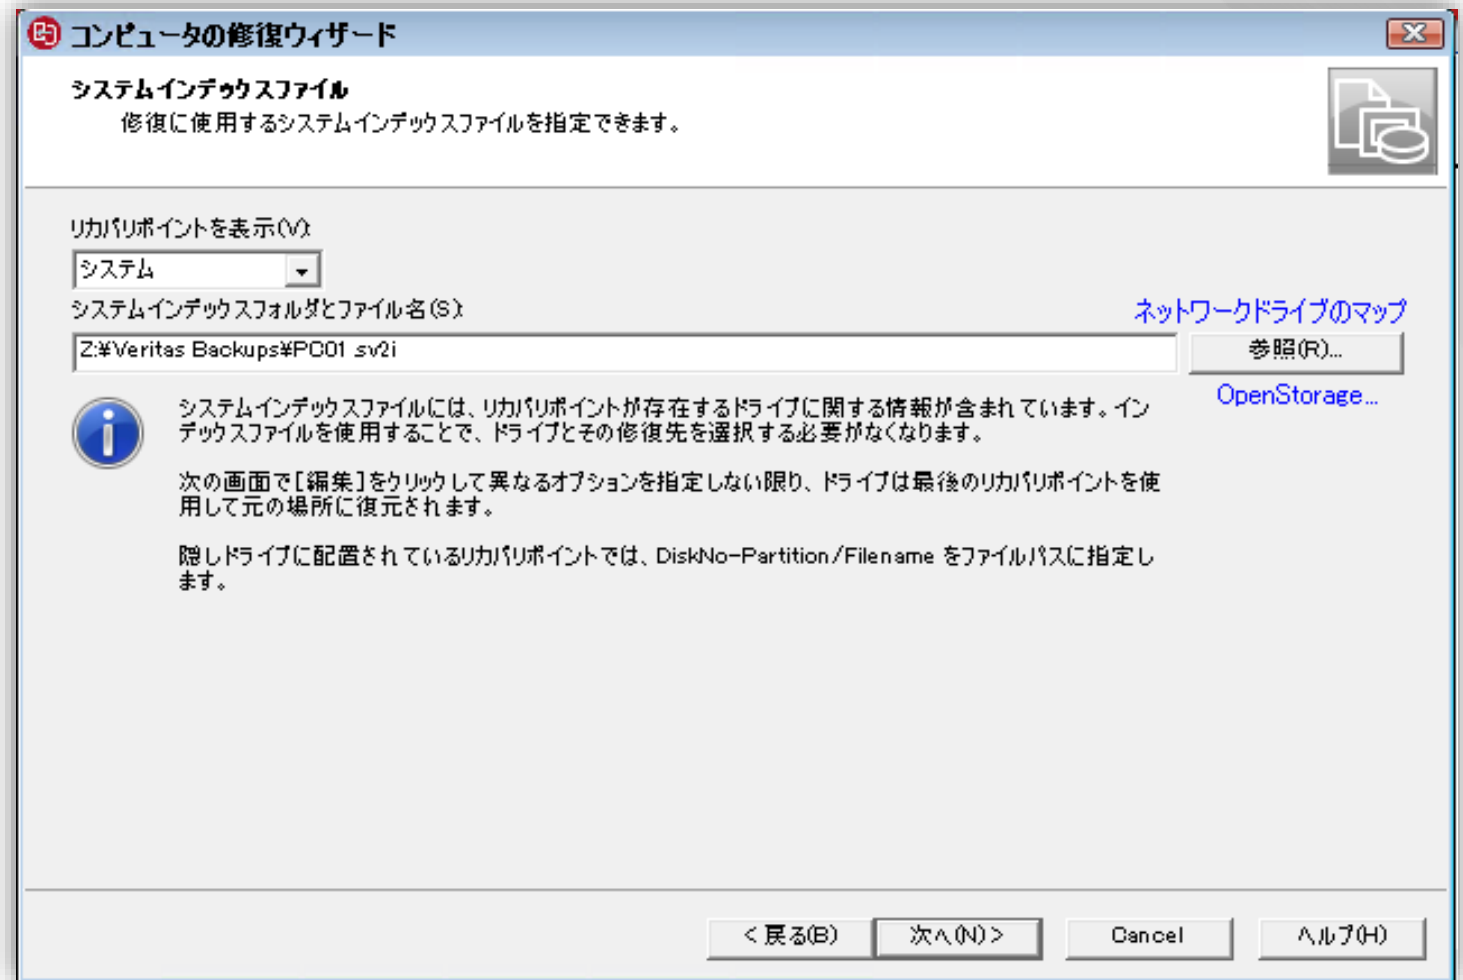 コンピュータの修復ウィザード
システムインデックスファイル
修復に使用するシステムインデックスファイルを指定できます。
リカバリポイントを表示(V):
システム
システムインデックスフォルダとファイル名(S):
ネットワークドライブのマップ
Z:¥Veritas Backups¥PC01.sv2i
参照(R)...
OpenStorage...
システムインデックスファイルには、リカバリポイントが存在するドライブに関する情報が含まれています。イン
デックスファイルを使用することで、ドライブとその修復先を選択する必要がなくなります。
次の画面で[編集]をクリックして異なるオプションを指定しない限り、ドライブは最後のリカバリポイントを使
用して元の場所に復元されます。
隠しドライブに配置されているリカバリポイントでは、DiskNo-Partition/Filename をファイルパスに指定し
ます。
< 戻る(B)
次へ(N) >
Cancel
ヘルプ(H)